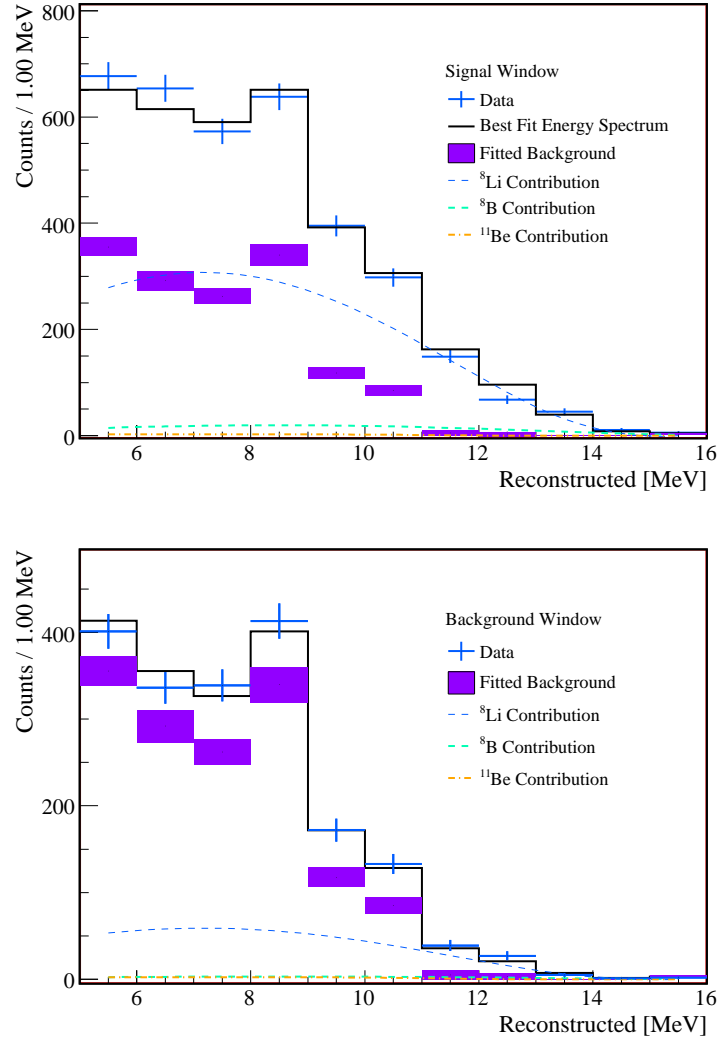 800
600
400
200
0
Counts / 1.00 MeV
Signal Window
Data
Best Fit Energy Spectrum
Fitted Background
⁸Li Contribution
⁸B Contribution
¹¹Be Contribution
6 8 10 12 14 16
Reconstructed [MeV]
400
200
0
Counts / 1.00 MeV
Background Window
Data
Fitted Background
⁸Li Contribution
⁸B Contribution
¹¹Be Contribution
6 8 10 12 14 16
Reconstructed [MeV]